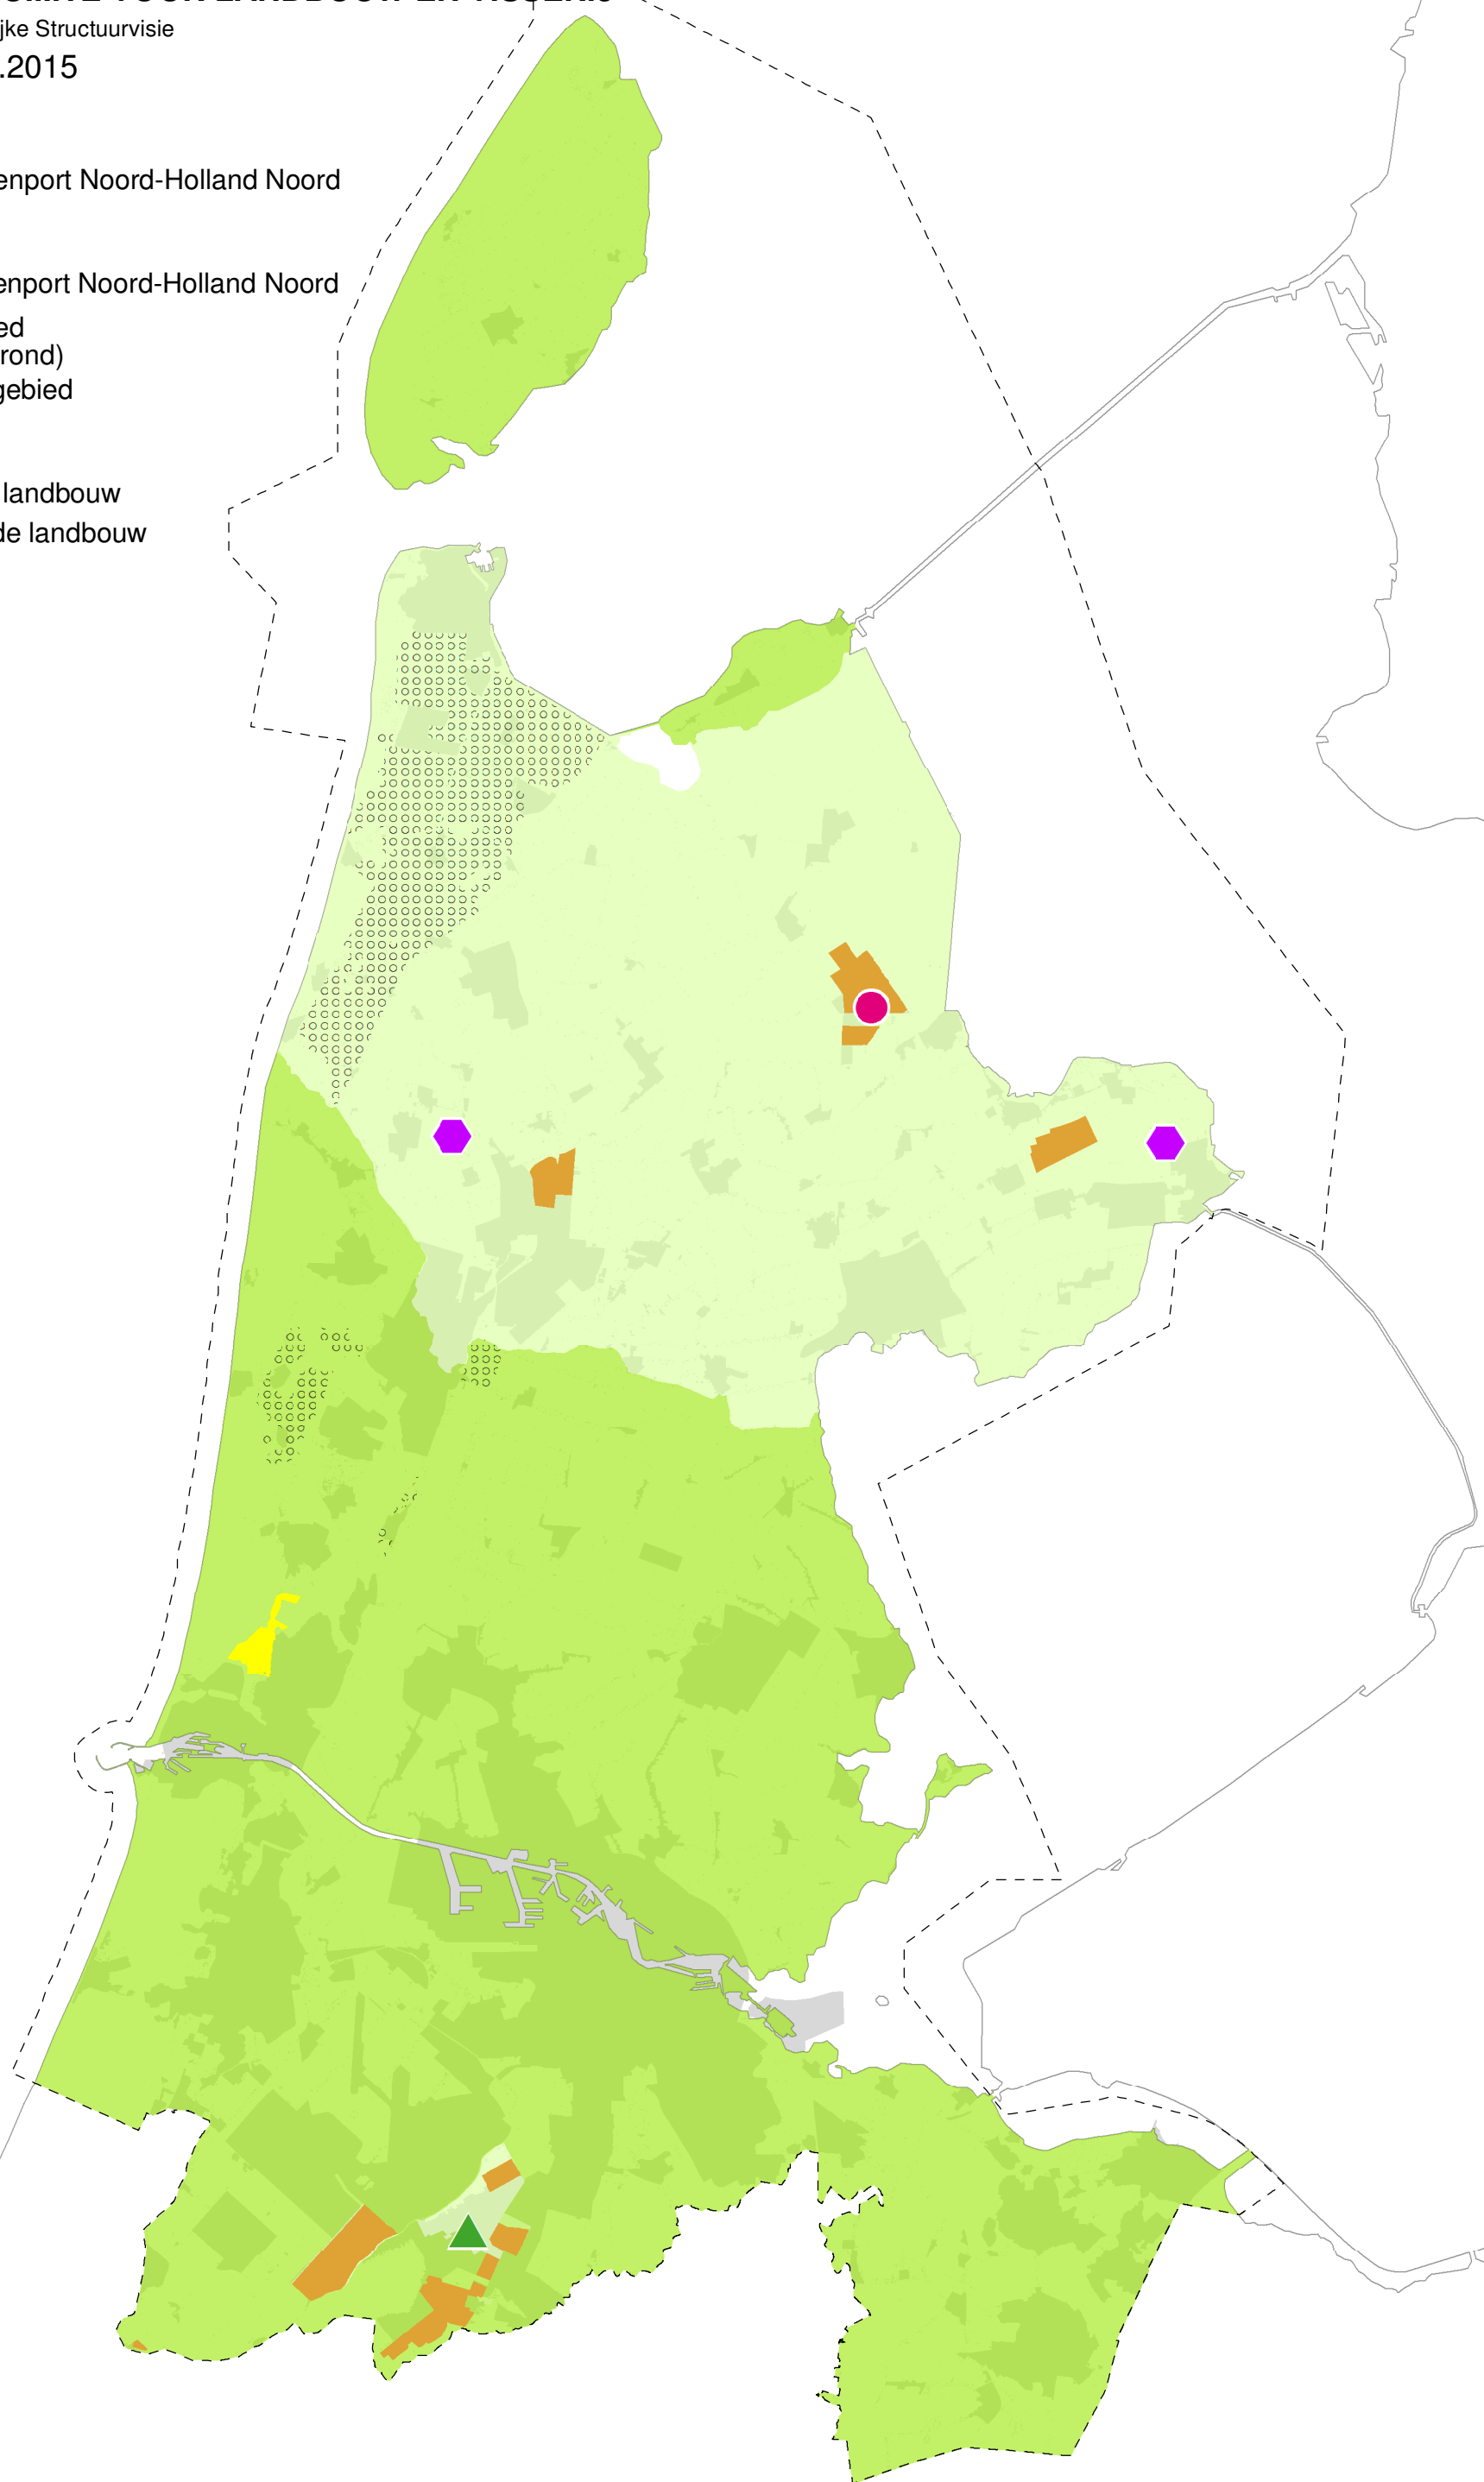 jke Structuurvisie
.2015
enport Noord-Holland Noord
enport Noord-Holland Noord
ed
rond)
gebied
landbouw
de landbouw